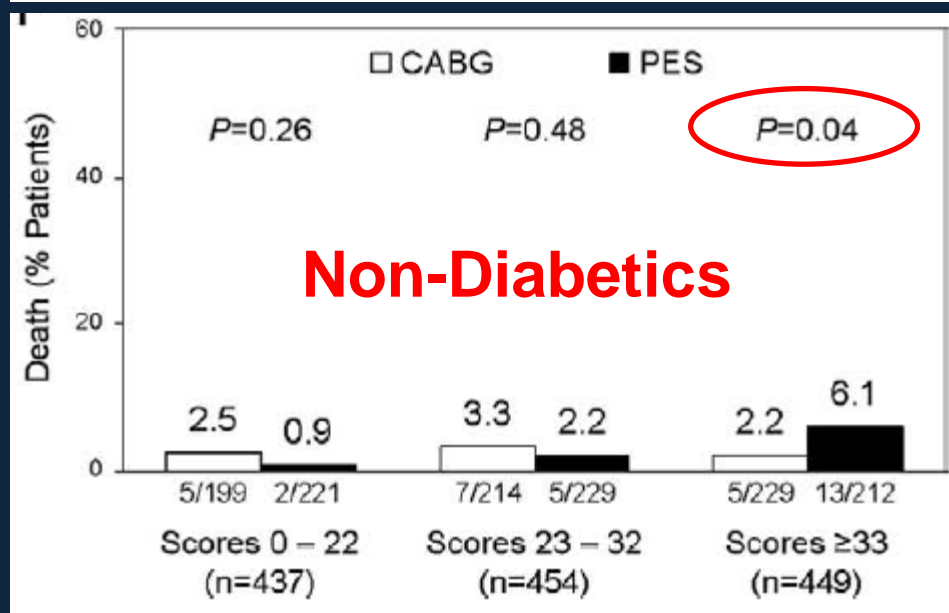 60
CABG PES
P=0.26 P=0.48 P=0.04
Death (% Patients)
40
Non-Diabetics
20
2.5 0.9 3.3 2.2 2.2 6.1
0
5/199 2/221 7/214 5/229 5/229 13/212
Scores 0 – 22 Scores 23 – 32 Scores ≥33
(n=437) (n=454) (n=449)